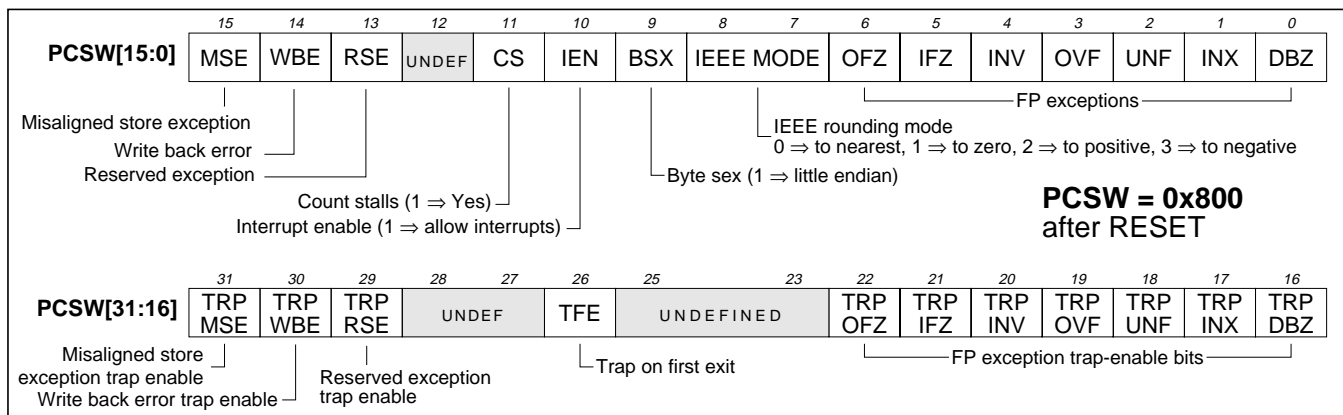 15 14 13 12 11 10 9 8 7 6 5 4 3 2 1 0
PCSW[15:0] MSE WBE RSE UNDEF CS IEN BSX IEEE MODE OFZ IFZ INV OVF UNF INX DBZ
FP exceptions
Misaligned store exception
IEEE rounding mode
Write back error
0 ⇒ to nearest, 1 ⇒ to zero, 2 ⇒ to positive, 3 ⇒ to negative
Reserved exception
Byte sex (1 ⇒ little endian)
Count stalls (1 ⇒ Yes)
PCSW = 0x800
Interrupt enable (1 ⇒ allow interrupts)
after RESET
31 30 29 28 27 26 25 23 22 21 20 19 18 17 16
PCSW[31:16] TRP MSE TRP WBE TRP RSE UNDEF TFE UNDEFINED TRP OFZ TRP IFZ TRP INV TRP OVF TRP UNF TRP INX TRP DBZ
Misaligned store
exception trap enable
Write back error trap enable
Reserved exception
trap enable
Trap on first exit
FP exception trap-enable bits